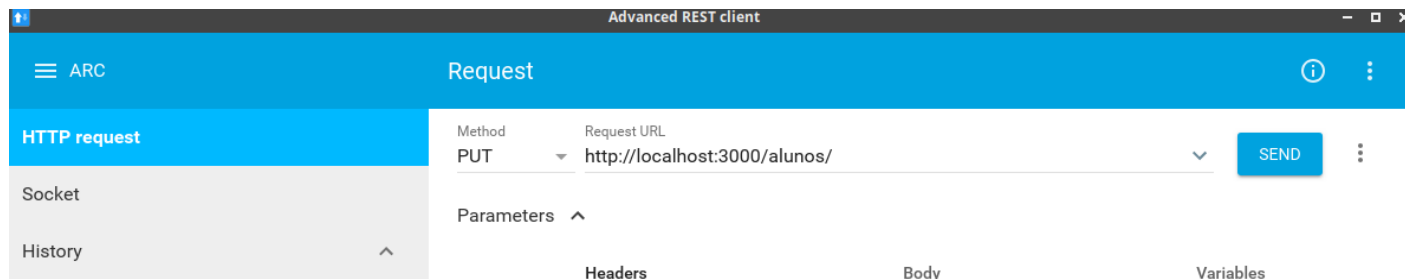 Advanced REST client
ARC
Request
HTTP request
Method
Request URL
PUT
http://localhost:3000/alunos/
SEND
Socket
Parameters
History
Headers
Body
Variables